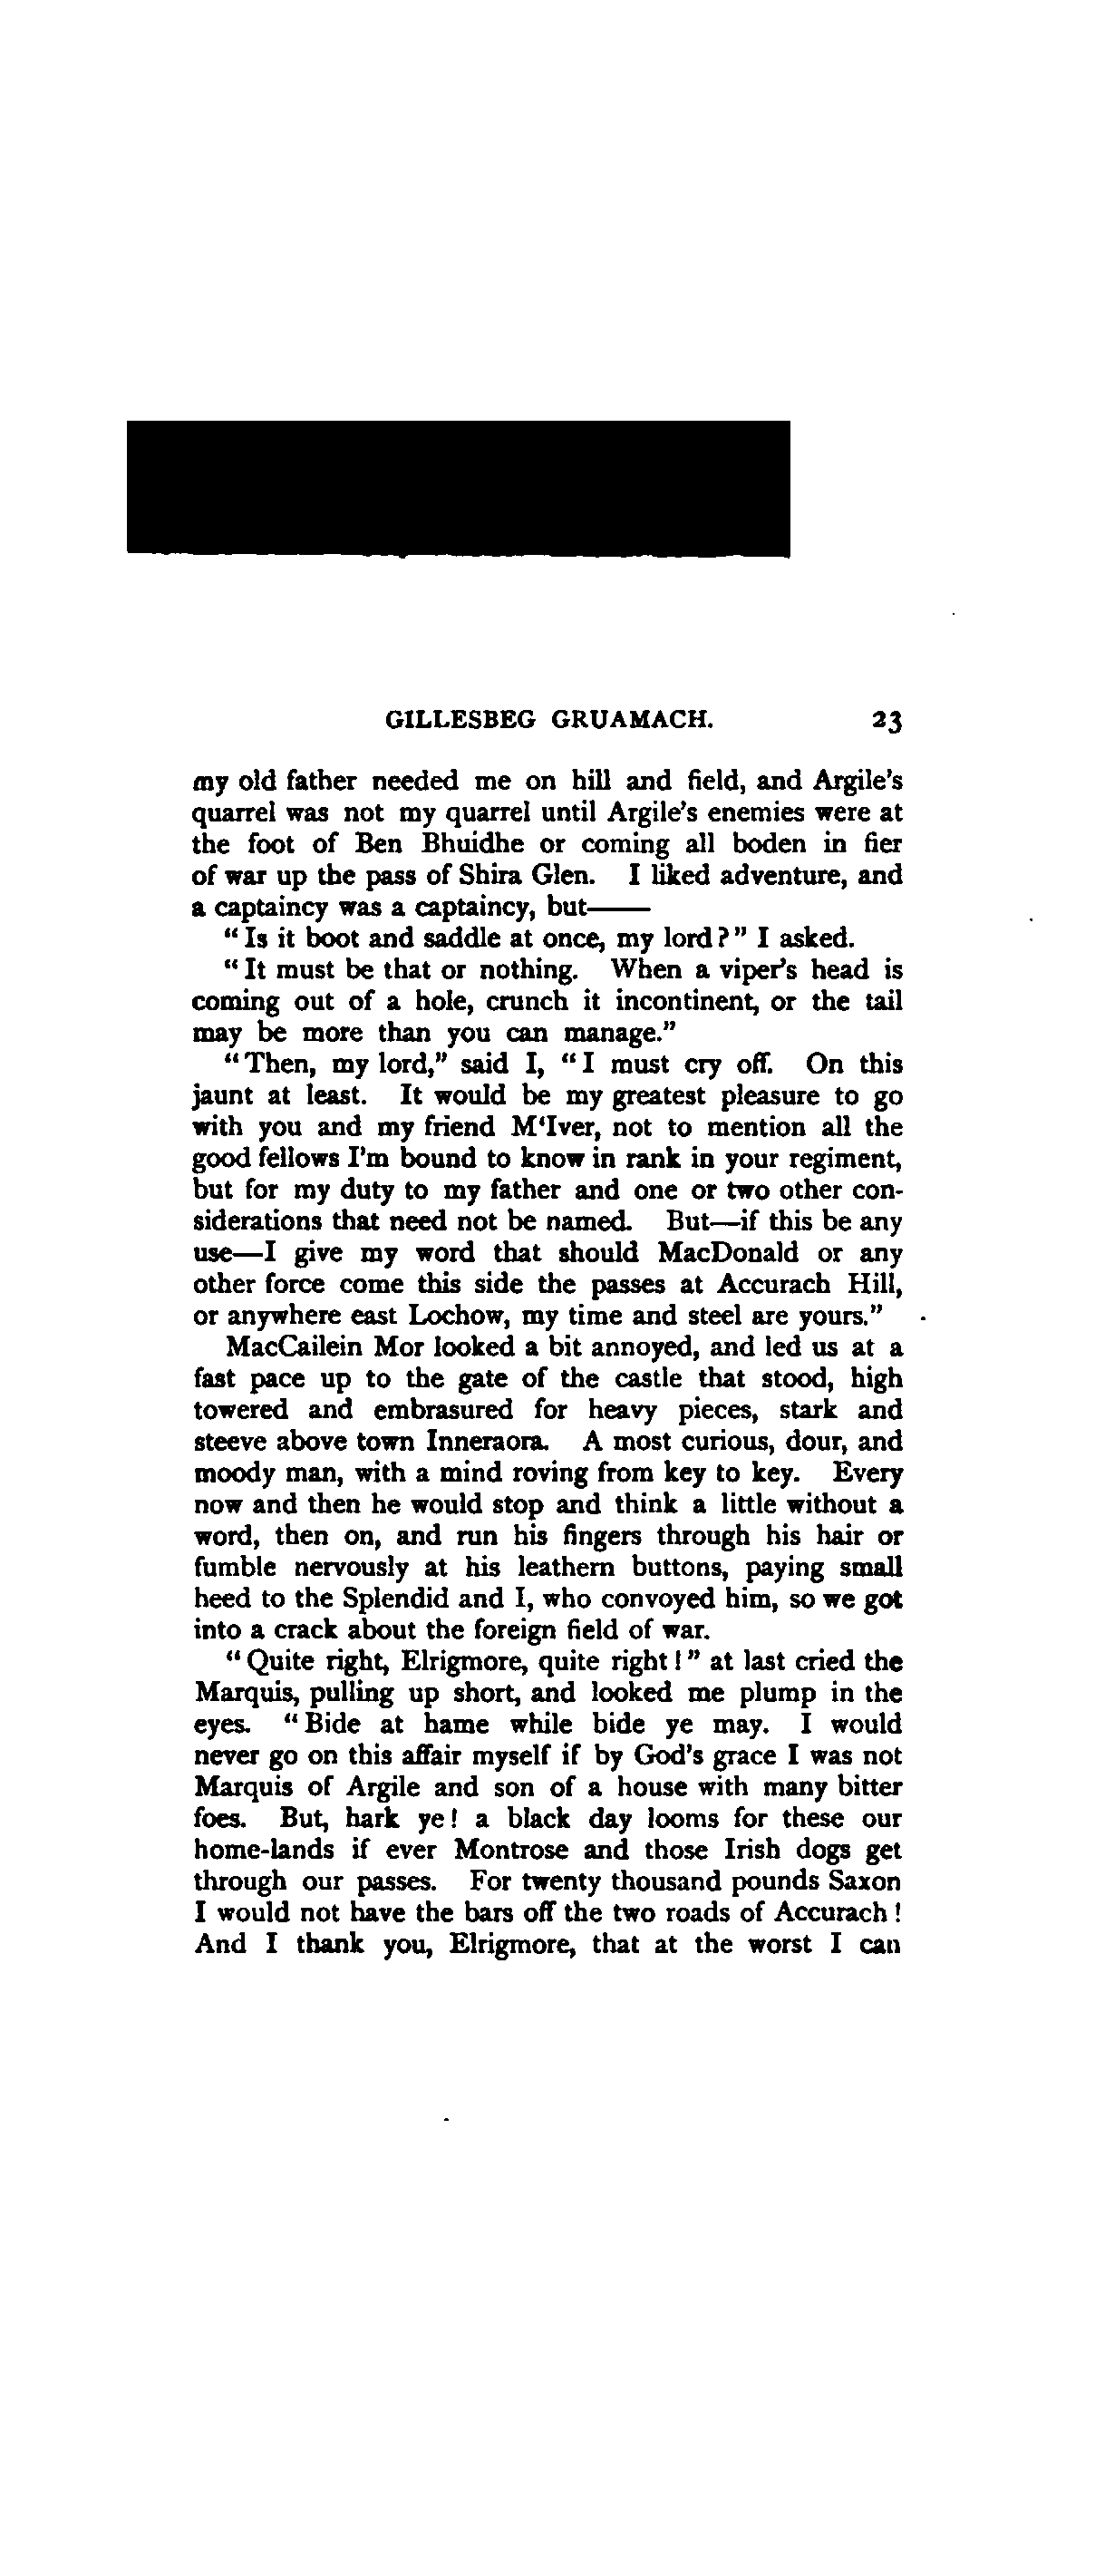 GILLESBEG GRUAMACH. 23
my old father needed me on hill and field, and Argile's
quarrel was not my quarrel until Argile's enemies were at
the foot of Ben Bhuidhe or coming all boden in fier
of war up the pass of Shira Glen. I liked adventure, and
a captaincy was a captaincy, but——
"Is it boot and saddle at once, my lord?" I asked.
"It must be that or nothing. When a viper's head is
coming out of a hole, crunch it incontinent, or the tail
may be more than you can manage."
"Then, my lord," said I, "I must cry off. On this
jaunt at least. It would be my greatest pleasure to go
with you and my friend M'Iver, not to mention all the
good fellows I'm bound to know in rank in your regiment,
but for my duty to my father and one or two other con-
siderations that need not be named. But—if this be any
use—I give my word that should MacDonald or any
other force come this side the passes at Accurach Hill,
or anywhere east Lochow, my time and steel are yours."
MacCailein Mor looked a bit annoyed, and led us at a
fast pace up to the gate of the castle that stood, high
towered and embrasured for heavy pieces, stark and
steeve above town Inneraora. A most curious, dour, and
moody man, with a mind roving from key to key. Every
now and then he would stop and think a little without a
word, then on, and run his fingers through his hair or
fumble nervously at his leathern buttons, paying small
heed to the Splendid and I, who convoyed him, so we got
into a crack about the foreign field of war.
"Quite right, Elrigmore, quite right!" at last cried the
Marquis, pulling up short, and looked me plump in the
eyes. "Bide at hame while bide ye may. I would
never go on this affair myself if by God's grace I was not
Marquis of Argile and son of a house with many bitter
foes. But, hark ye! a black day looms for these our
home-lands if ever Montrose and those Irish dogs get
through our passes. For twenty thousand pounds Saxon
I would not have the bars off the two roads of Accurach!
And I thank you, Elrigmore, that at the worst I can